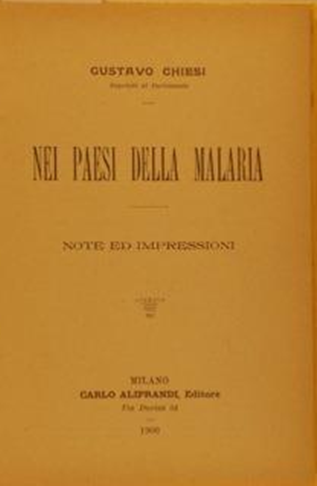 GUSTAVO CHIESI
Deputato al Parlamento
NEI PAESI DELLA MALARIA
NOTE ED IMPRESSIONI
MILANO
CARLO ALIPRANDI, Editore
Via Durini
1900